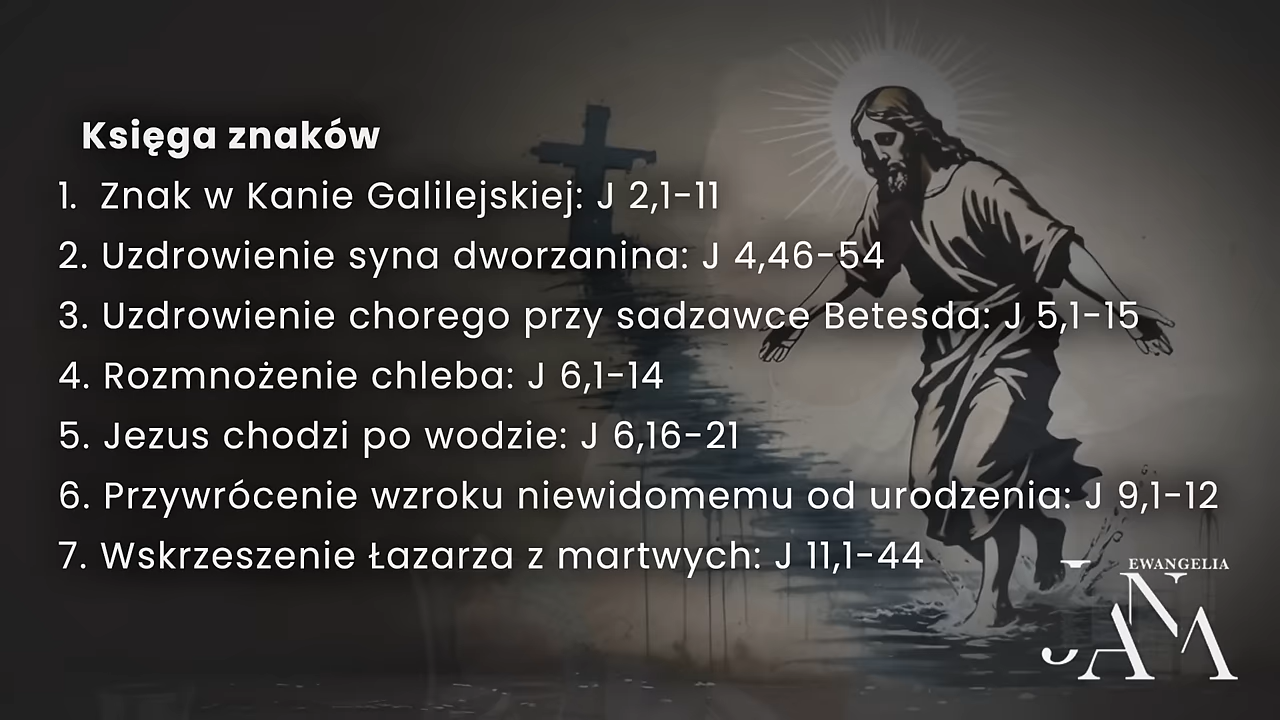 Księga znaków
1. Znak w Kanie Galilejskiej: J 2,1-11
2. Uzdrowienie syna dworzanina: J 4,46-54
3. Uzdrowienie chorego przy sadzawce Betesda: J 5,1-15
4. Rozmnożenie chleba: J 6,1-14
5. Jezus chodzi po wodzie: J 6,16-21
6. Przywrócenie wzroku niewidomemu od urodzenia: J 9,1-12
7. Wskrzeszenie Łazarza z martwych: J 11,1-44
EWANGELIA
JANA